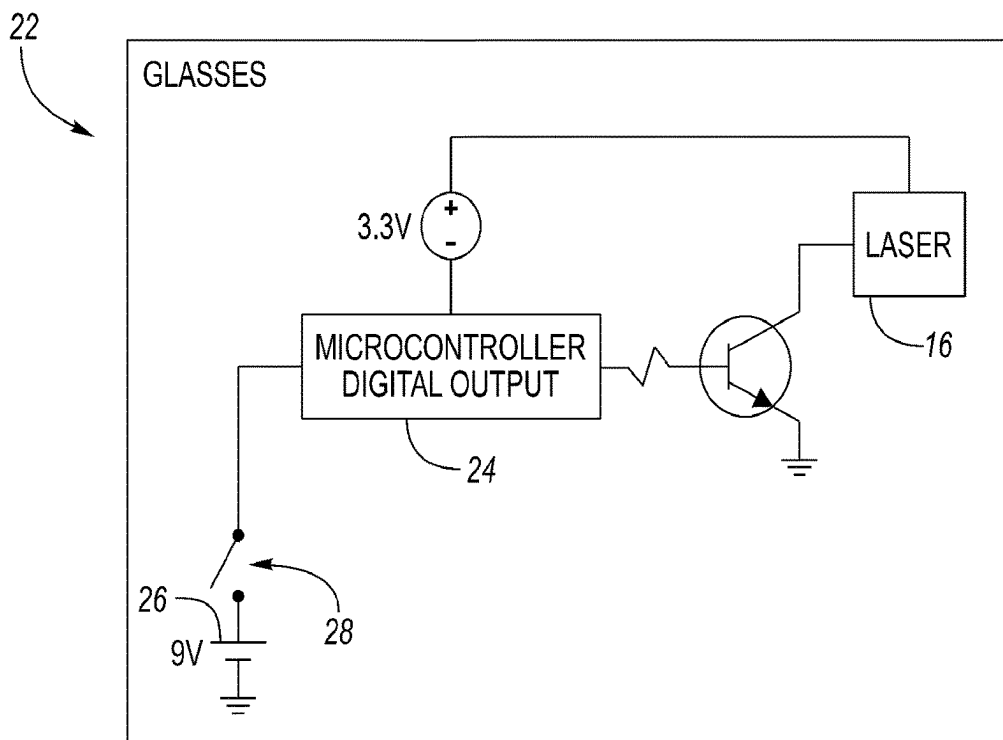 22
GLASSES
3.3V
+
-
LASER
16
MICROCONTROLLER
DIGITAL OUTPUT
24
26
28
9V